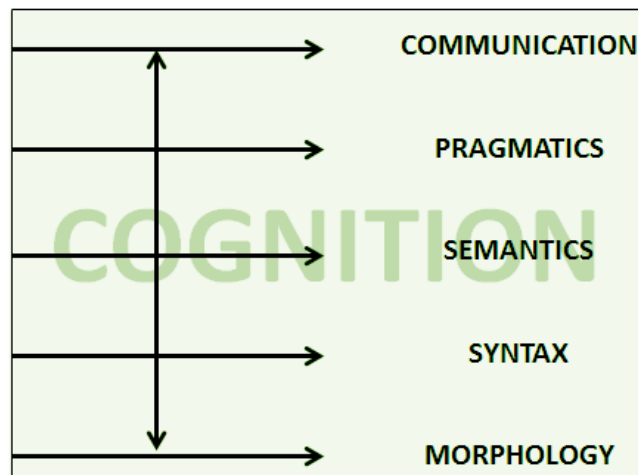 COMMUNICATION
PRAGMATICS
COGNITION
SEMANTICS
SYNTAX
MORPHOLOGY